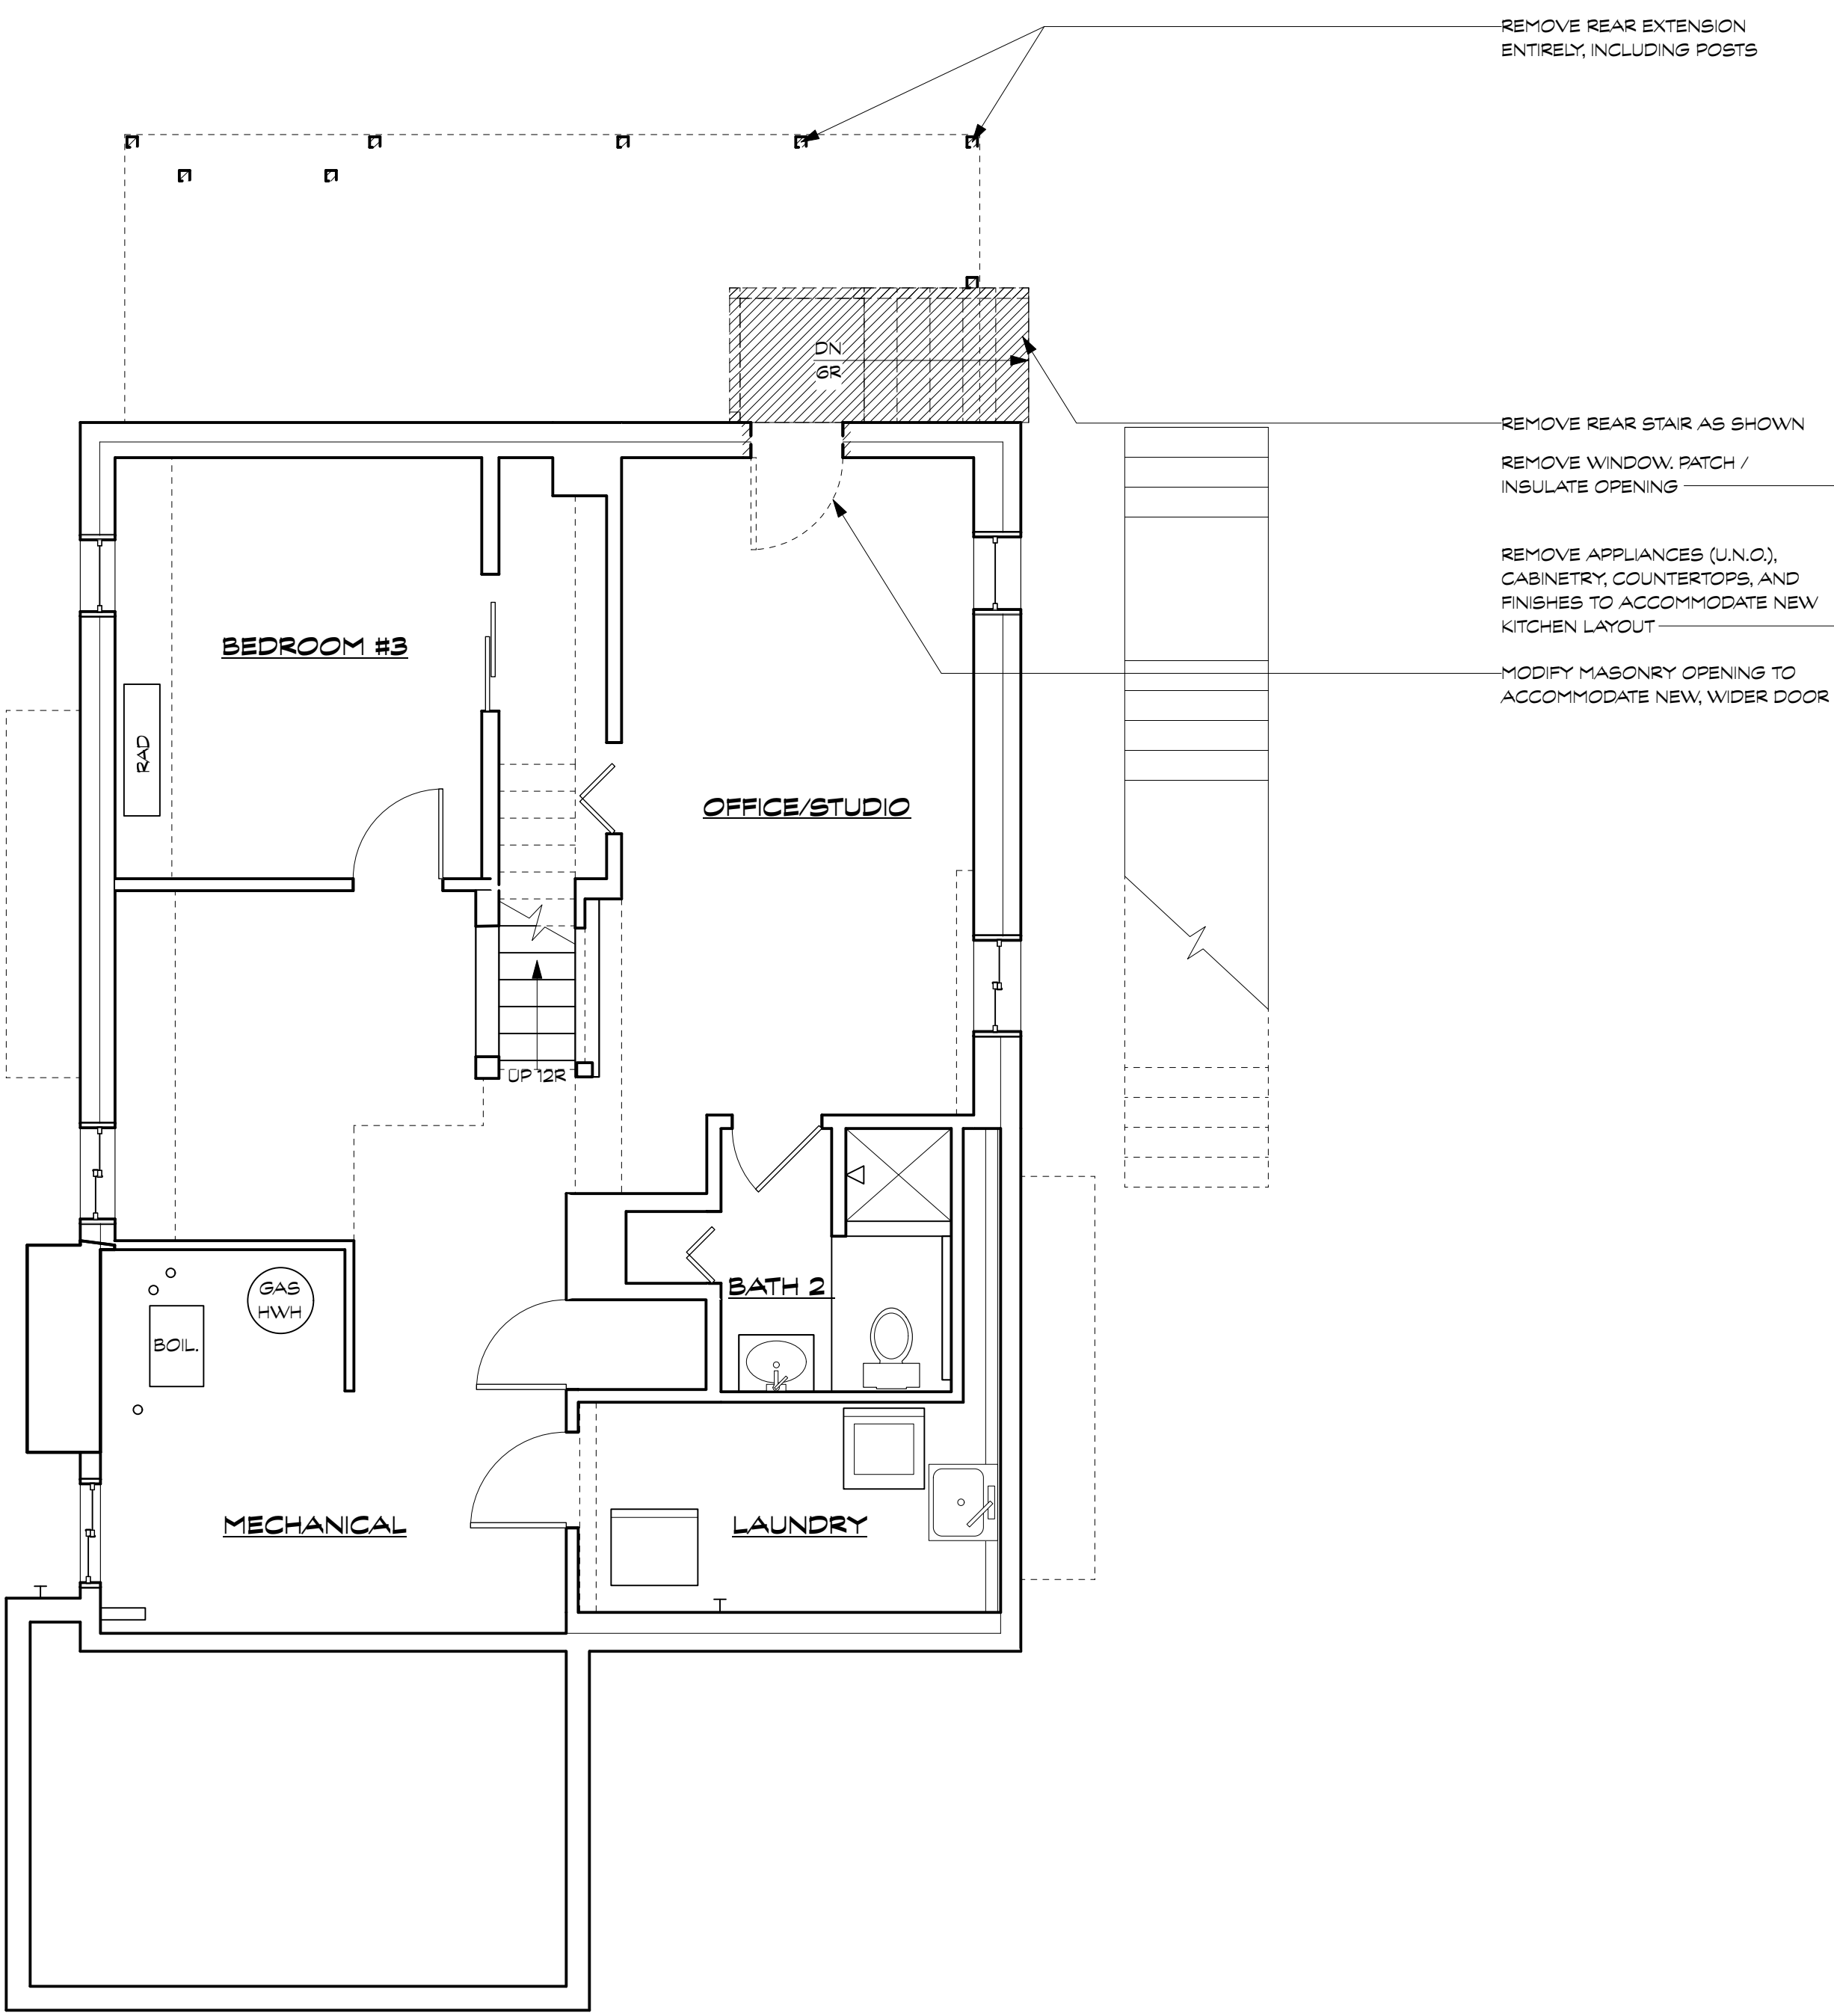 REMOVE REAR EXTENSION
ENTIRELY, INCLUDING POSTS
DN
6R
REMOVE REAR STAIR AS SHOWN
REMOVE WINDOW. PATCH /
INSULATE OPENING
REMOVE APPLIANCES (U.N.O.),
CABINETRY, COUNTERTOPS, AND
FINISHES TO ACCOMMODATE NEW
KITCHEN LAYOUT
MODIFY MASONRY OPENING TO
ACCOMMODATE NEW, WIDER DOOR
BEDROOM #3
RAD
OFFICE/STUDIO
UP 12R
GAS
HWH
BOIL.
BATH 2
MECHANICAL
LAUNDRY